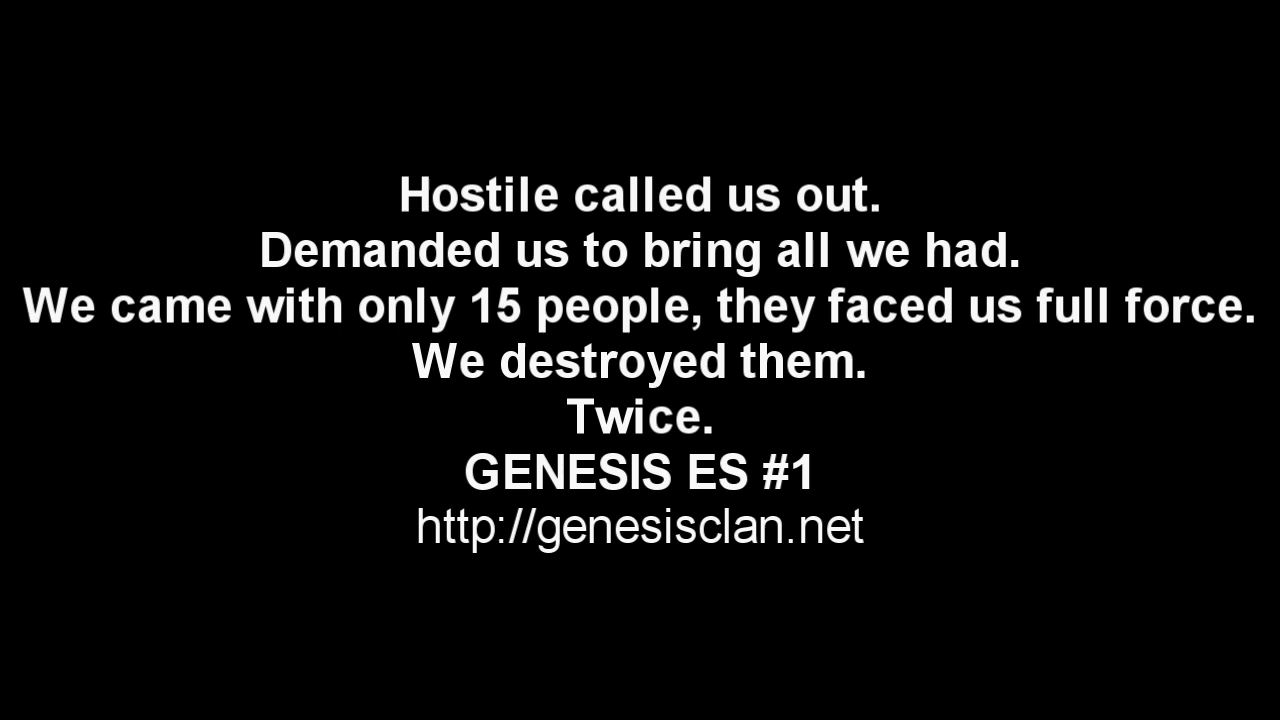 Hostile called us out.
Demanded us to bring all we had.
We came with only 15 people, they faced us full force.
We destroyed them.
Twice.
GENESIS ES #1
http://genesisclan.net